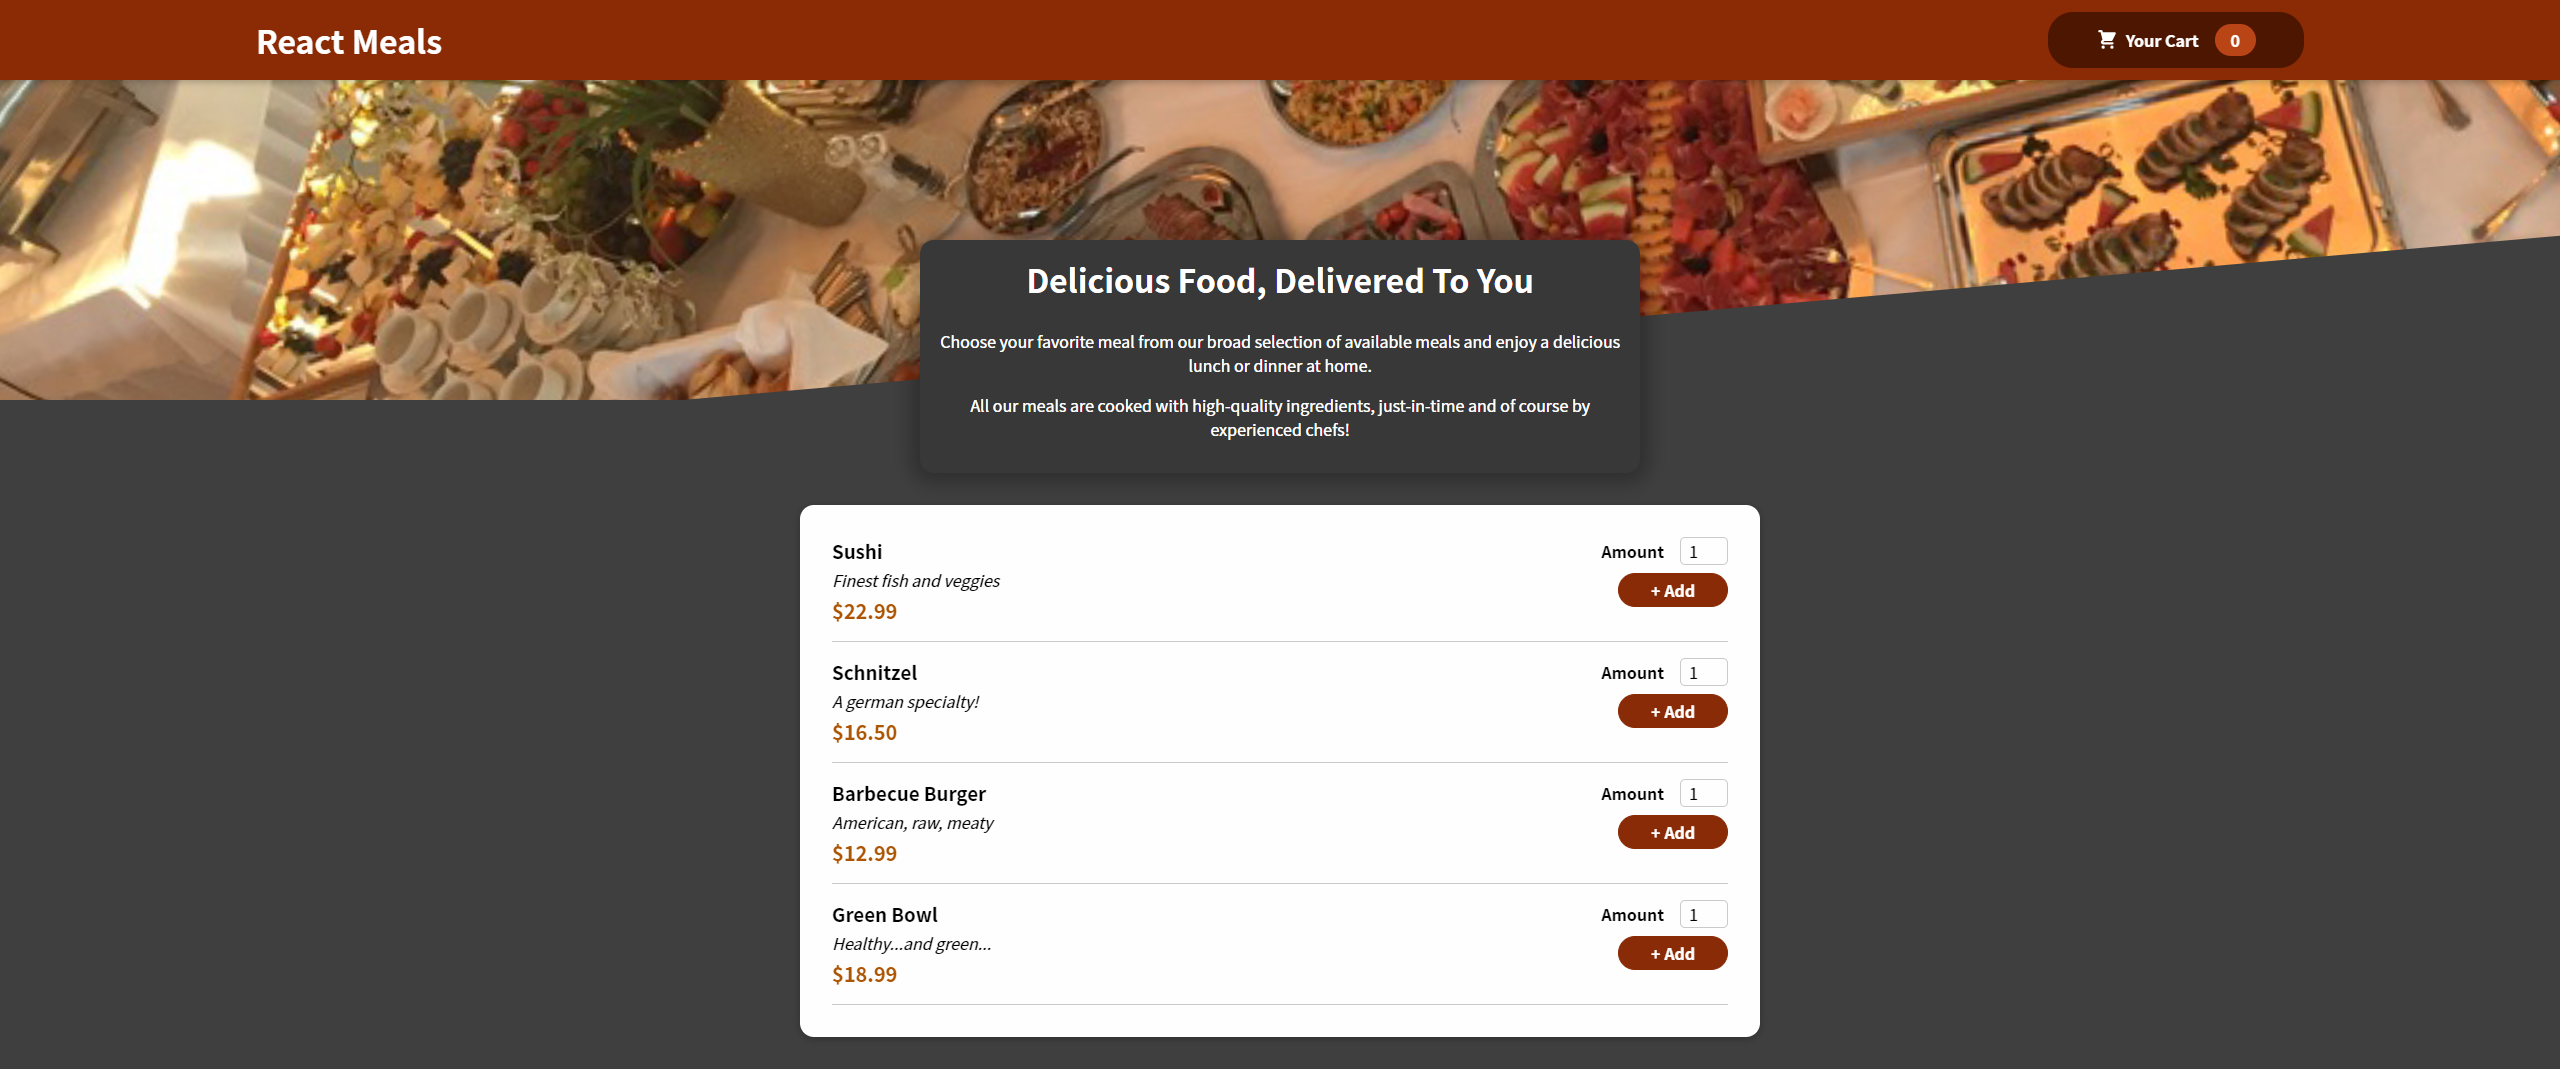 React Meals
Your Cart 0
Delicious Food, Delivered To You
Choose your favorite meal from our broad selection of available meals and enjoy a delicious
lunch or dinner at home.
All our meals are cooked with high-quality ingredients, just-in-time and of course by
experienced chefs!
Sushi
Finest fish and veggies
$22.99
Amount 1
+ Add
Schnitzel
A german specialty!
$16.50
Amount 1
+ Add
Barbecue Burger
American, raw, meaty
$12.99
Amount 1
+ Add
Green Bowl
Healthy...and green...
$18.99
Amount 1
+ Add